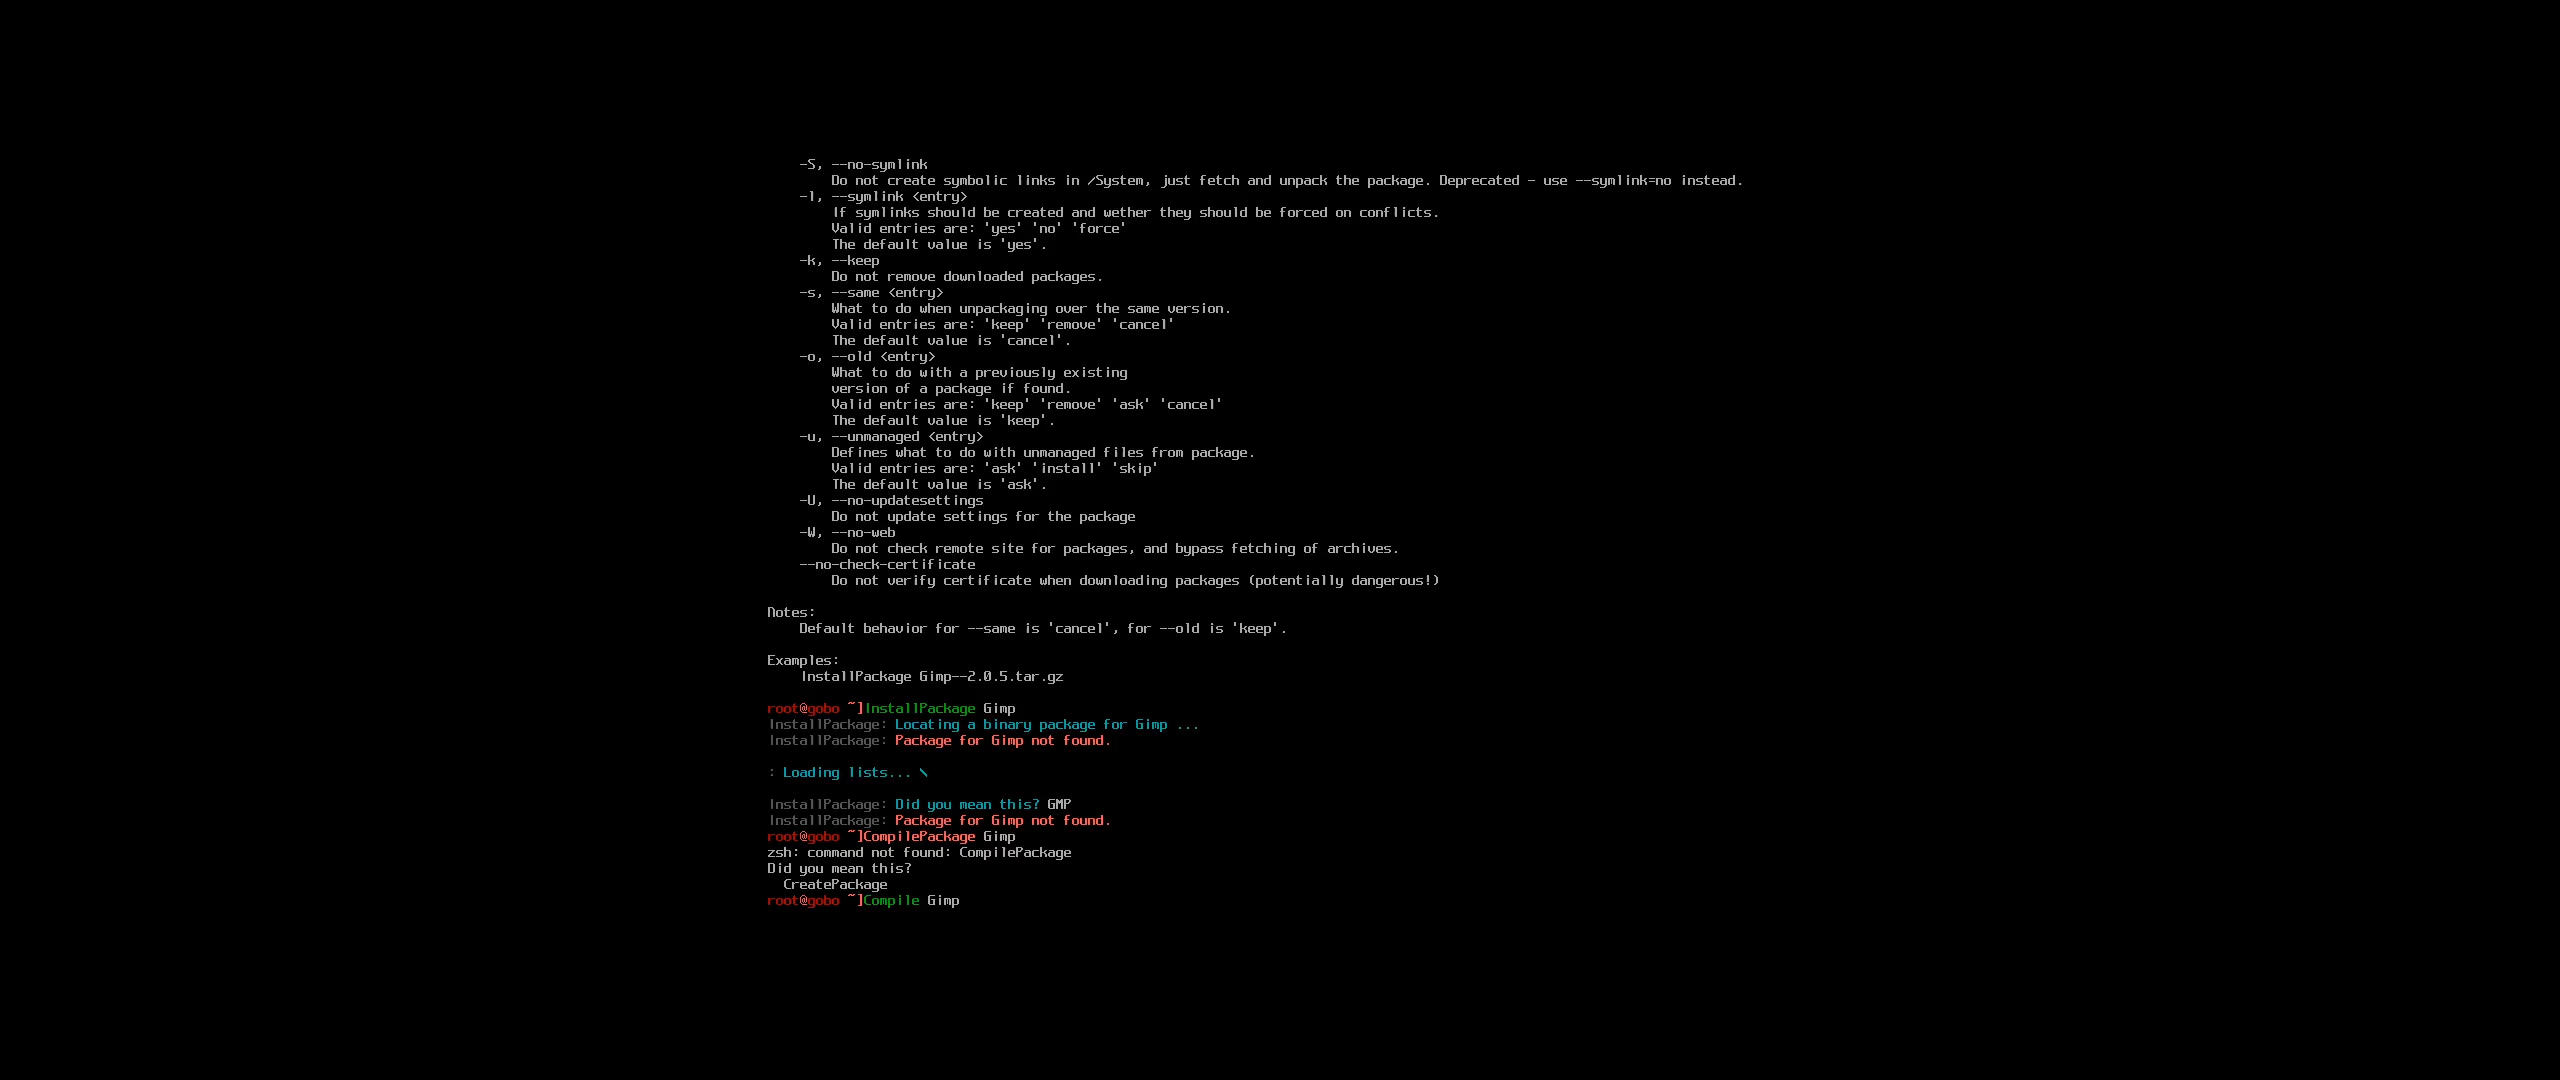 -S, --no-symlink
Do not create symbolic links in /System, just fetch and unpack the package. Deprecated - use --symlink=no instead.
-l, --symlink <entry>
If symlinks should be created and wether they should be forced on conflicts.
Valid entries are: 'yes' 'no' 'force'
The default value is 'yes'.
-k, --keep
Do not remove downloaded packages.
-s, --same <entry>
What to do when unpackaging over the same version.
Valid entries are: 'keep' 'remove' 'cancel'
The default value is 'cancel'.
-o, --old <entry>
What to do with a previously existing
version of a package if found.
Valid entries are: 'keep' 'remove' 'ask' 'cancel'
The default value is 'keep'.
-u, --unmanaged <entry>
Defines what to do with unmanaged files from package.
Valid entries are: 'ask' 'install' 'skip'
The default value is 'ask'.
-U, --no-updatesettings
Do not update settings for the package
-W, --no-web
Do not check remote site for packages, and bypass fetching of archives.
--no-check-certificate
Do not verify certificate when downloading packages (potentially dangerous!)
Notes:
Default behavior for --same is 'cancel', for --old is 'keep'.
Examples:
InstallPackage Gimp--2.0.5.tar.gz
root@gobo ~]InstallPackage Gimp
InstallPackage: Locating a binary package for Gimp ...
InstallPackage: Package for Gimp not found.
: Loading lists... \
InstallPackage: Did you mean this? GMP
InstallPackage: Package for Gimp not found.
root@gobo ~]CompilePackage Gimp
zsh: command not found: CompilePackage
Did you mean this?
CreatePackage
root@gobo ~]Compile Gimp